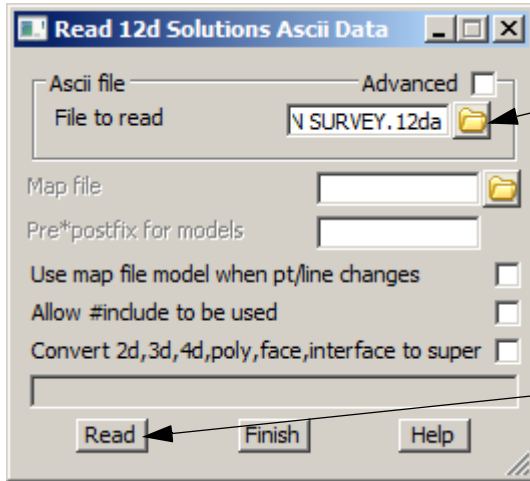 Read 12d Solutions Ascii Data
Ascii file Advanced
File to read SURVEY.12da
Map file
Pre*postfix for models
Use map file model when pt/line changes
Allow #include to be used
Convert 2d,3d,4d,poly,face,interface to super
Read Finish Help